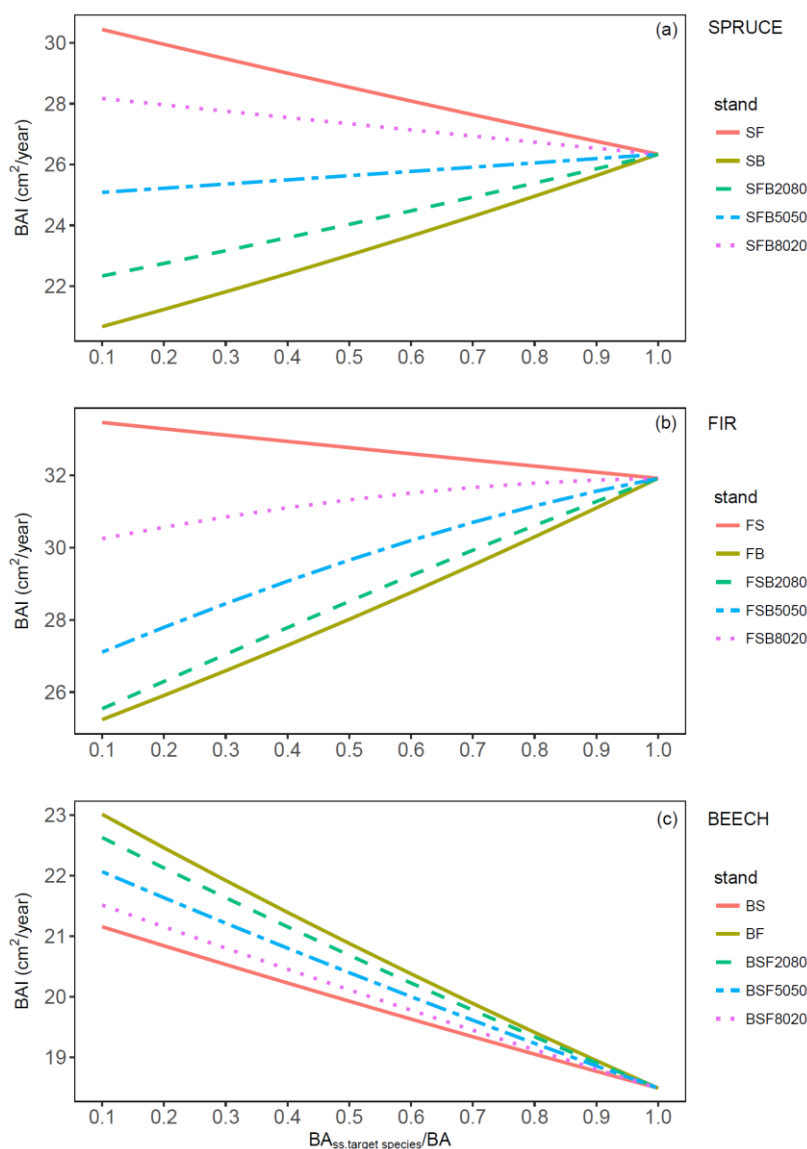 (a)
SPRUCE
BAI (cm²/year)
30
28
26
24
22
0.1 0.2 0.3 0.4 0.5 0.6 0.7 0.8 0.9 1.0
stand
SF
SB
SFB2080
SFB5050
SFB8020
(b)
FIR
BAI (cm²/year)
32
30
28
26
0.1 0.2 0.3 0.4 0.5 0.6 0.7 0.8 0.9 1.0
stand
FS
FB
FSB2080
FSB5050
FSB8020
(c)
BEECH
BAI (cm²/year)
23
22
21
20
19
0.1 0.2 0.3 0.4 0.5 0.6 0.7 0.8 0.9 1.0
BAss.target species/BA
stand
BS
BF
BSF2080
BSF5050
BSF8020